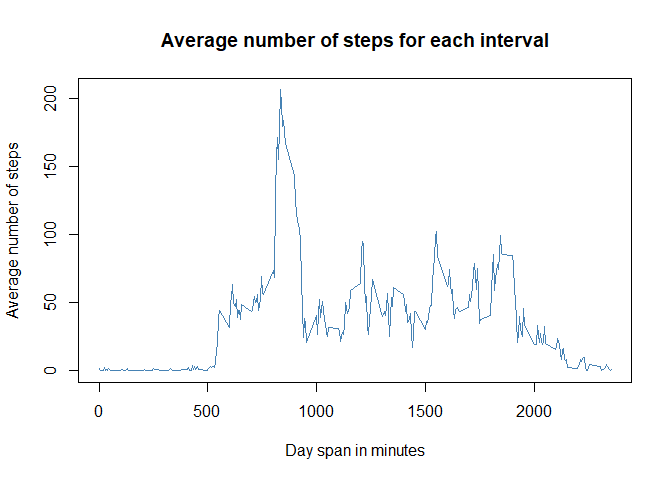 Average number of steps for each interval
Average number of steps
200
150
100
50
0
0 500 1000 1500 2000
Day span in minutes